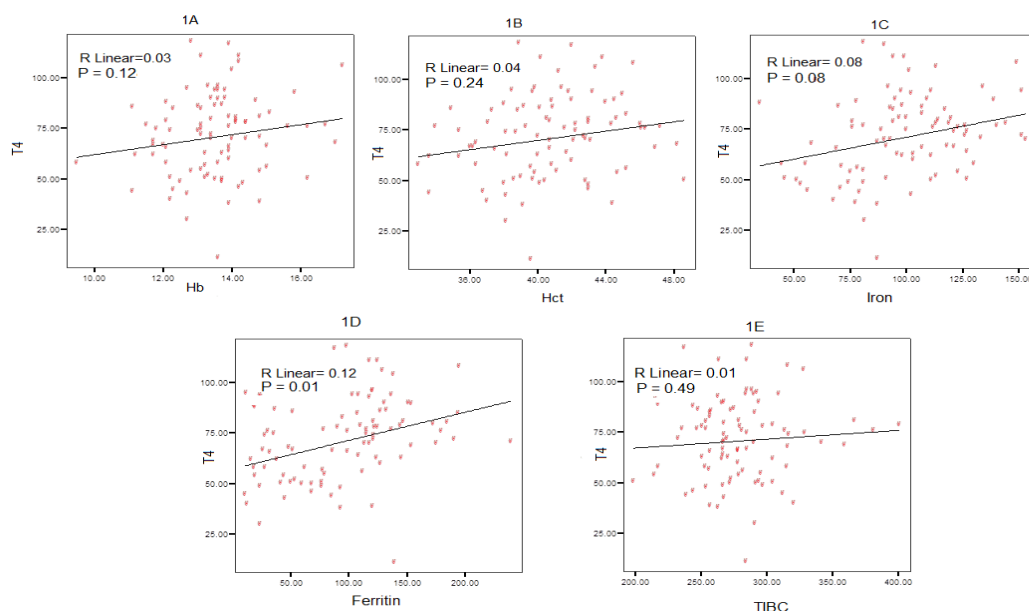 1A
R Linear=0.03
P = 0.12
100.00
75.00
50.00
25.00
T4
10.00 12.00 14.00 16.00
Hb
1B
R Linear= 0.04
P = 0.24
100.00
75.00
50.00
25.00
T4
36.00 40.00 44.00 48.00
Hct
1C
R Linear= 0.08
P = 0.08
100.00
75.00
50.00
25.00
T4
50.00 75.00 100.00 125.00 150.00
Iron
1D
R Linear= 0.12
P = 0.01
100.00
75.00
50.00
25.00
T4
50.00 100.00 150.00 200.00
Ferritin
1E
R Linear= 0.01
P = 0.49
100.00
75.00
50.00
25.00
T4
200.00 250.00 300.00 350.00 400.00
TIBC